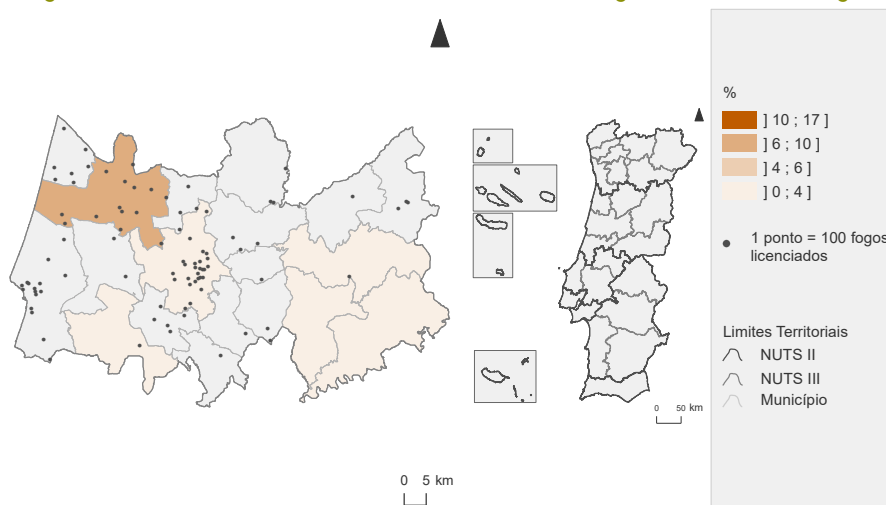 %
] 10 ; 17 ]
] 6 ; 10 ]
] 4 ; 6 ]
] 0 ; 4 ]
1 ponto = 100 fogos
licenciados
Limites Territoriais
NUTS II
NUTS III
Município
0 50 km
0 5 km